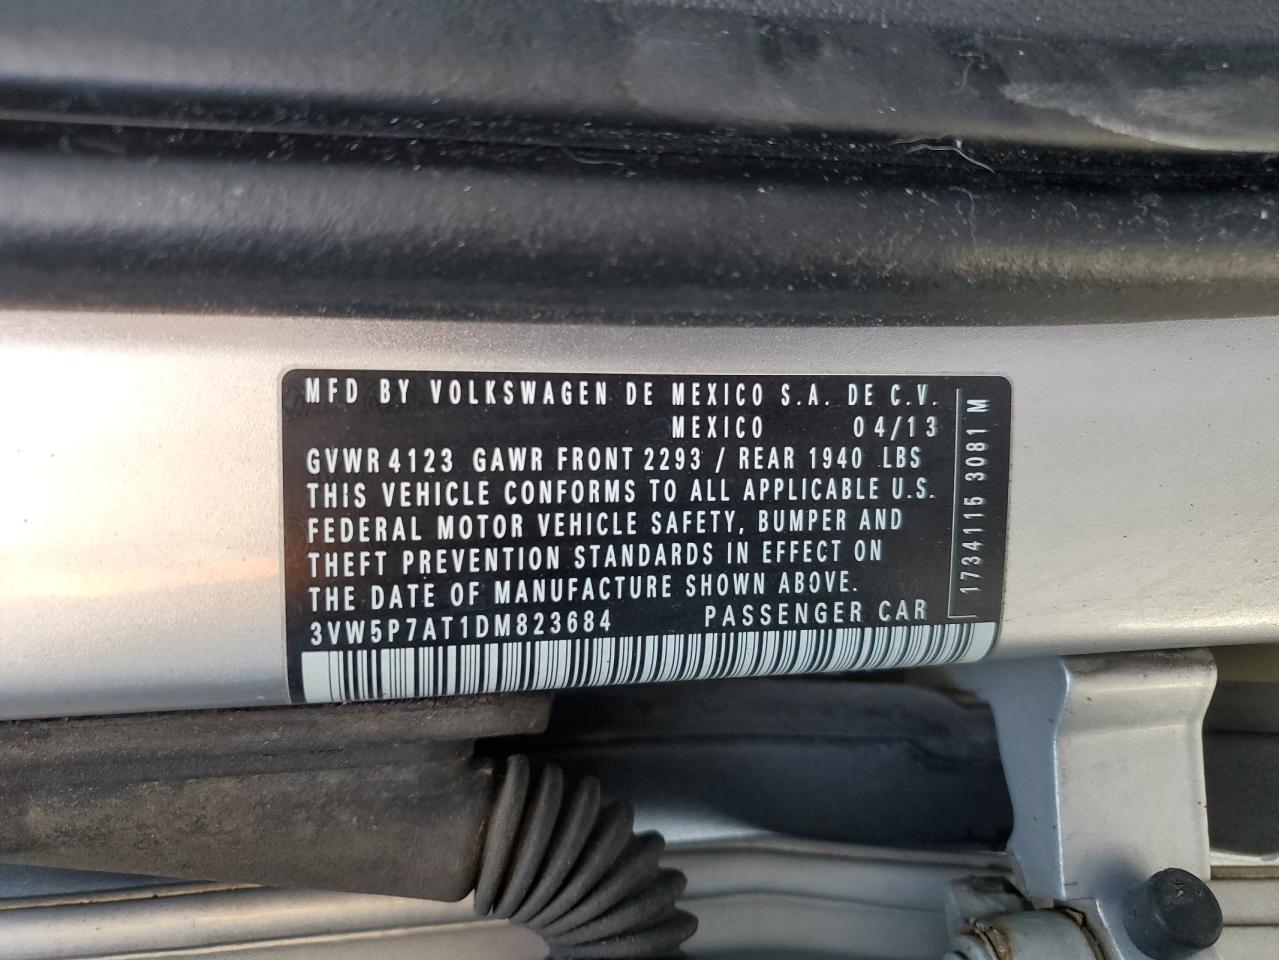 MFD BY VOLKSWAGEN DE MEXICO S.A. DE C.V.
MEXICO 04/13
GVWR 4123 GAWR FRONT 2293 / REAR 1940 LBS
THIS VEHICLE CONFORMS TO ALL APPLICABLE U.S.
FEDERAL MOTOR VEHICLE SAFETY, BUMPER AND
THEFT PREVENTION STANDARDS IN EFFECT ON
THE DATE OF MANUFACTURE SHOWN ABOVE.
3VW5P7AT1DM823684 PASSENGER CAR
17341115 3081 M